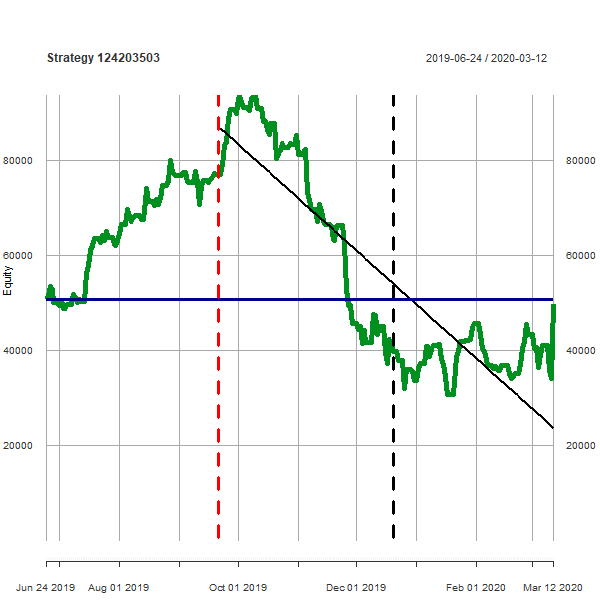 Strategy 124203503
2019-06-24 / 2020-03-12
80000
80000
60000
60000
Equity
40000
40000
20000
20000
Jun 24 2019
Aug 01 2019
Oct 01 2019
Dec 01 2019
Feb 01 2020
Mar 12 2020